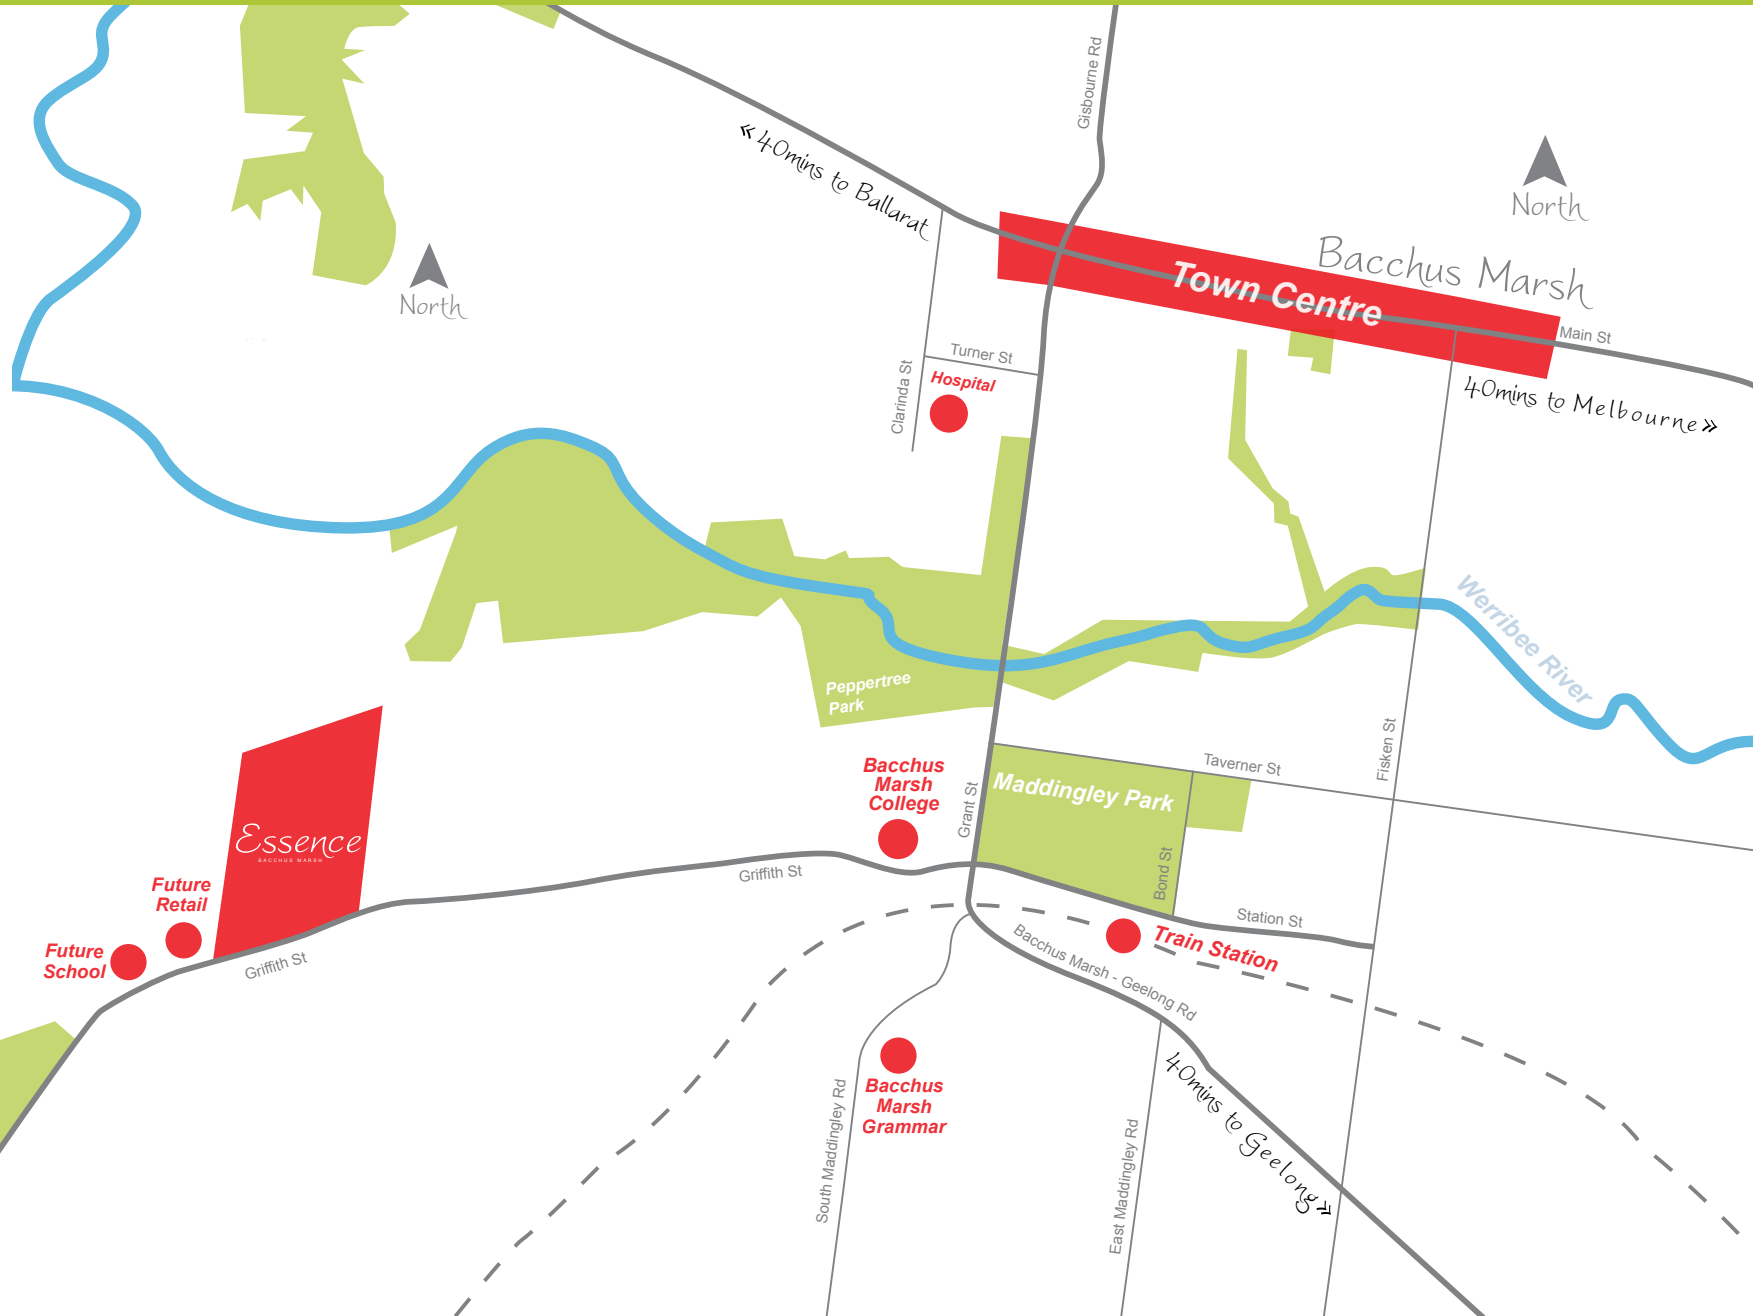 Gisbourne Rd
« 40mins to Ballarat
North
Bacchus Marsh
North
Town Centre
Main St
Turner St
Hospital
Clarinda St
40mins to Melbourne »
Werribee River
Peppertree
Park
Fisken St
Taverner St
Bacchus
Marsh
College
Maddingley Park
Grant St
Essence
BACCHUS MARSH
Griffith St
Bond St
Future
Retail
Station St
Future
School
Griffith St
Train Station
Bacchus Marsh - Geelong Rd
40mins to Geelong »
Bacchus
Marsh
Grammar
South Maddingley Rd
East Maddingley Rd